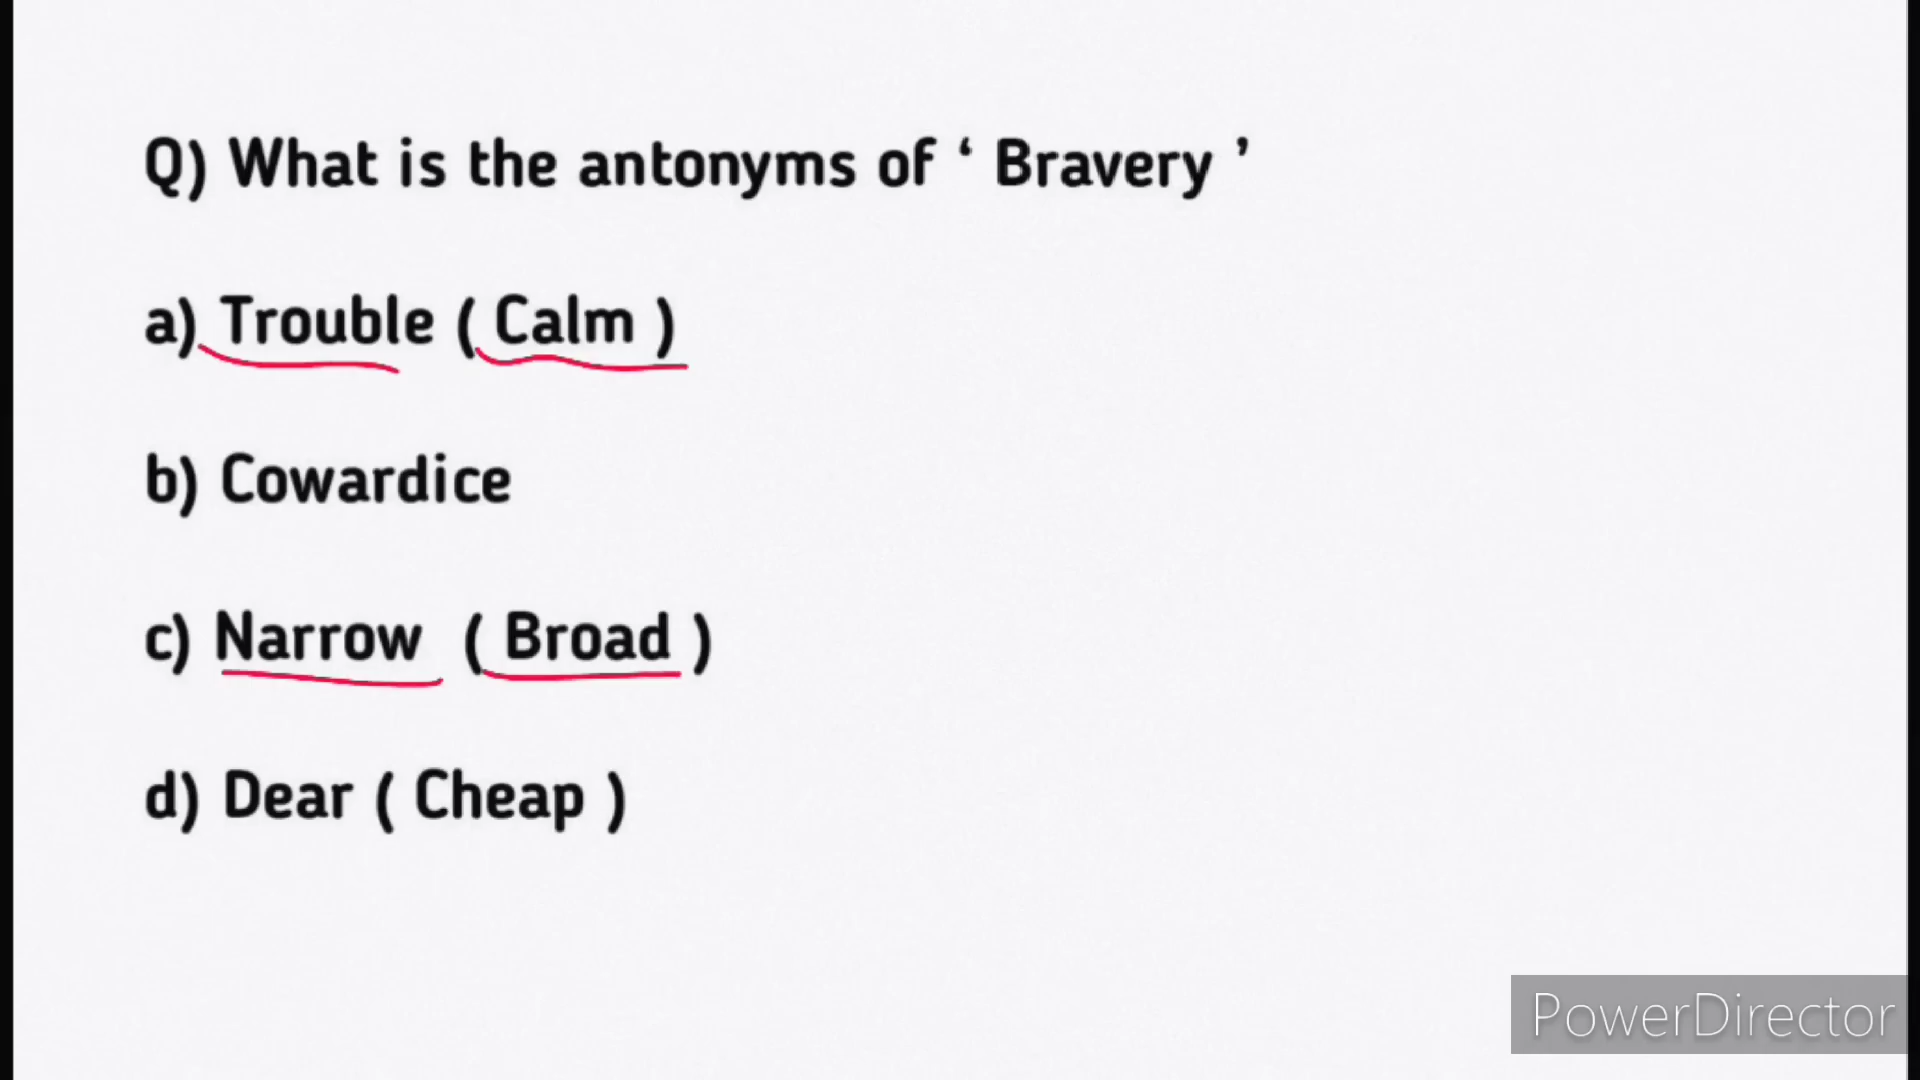 Q) What is the antonyms of ‘ Bravery ’
a) Trouble ( Calm )
b) Cowardice
c) Narrow ( Broad )
d) Dear ( Cheap )
PowerDirector